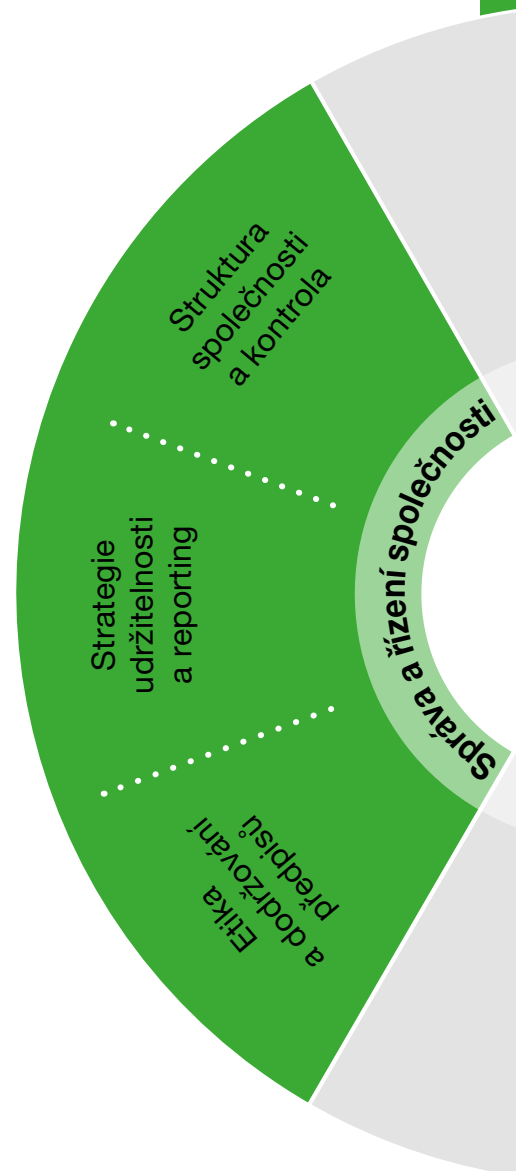 Struktura
společnosti
a kontrola
Strategie
udržitelnosti
a reporting
Etika
a dodržování
předpisů
Správa a řízení společnosti